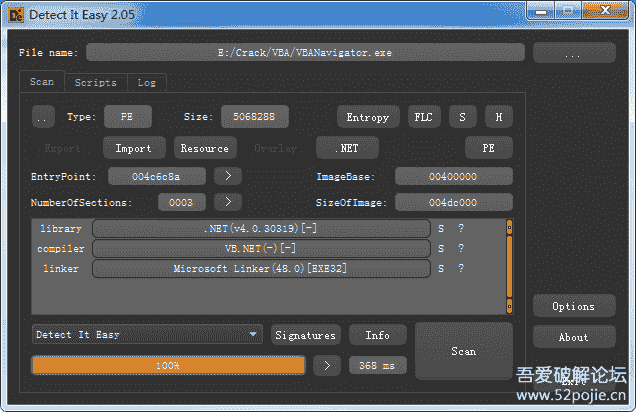 Detect It Easy 2.05
File name: E:/Crack/VBA/VBANavigator.exe ...
Scan Scripts Log
.. Type: PE Size: 5068288 Entropy FLC S H
Export Import Resource Overlay .NET PE
EntryPoint: 004c6c8a > ImageBase: 00400000
NumberOfSections: 0003 > SizeOfImage: 004dc000
library .NET(v4.0.30319)[-] S ?
compiler VB.NET(-)[-] S ?
linker Microsoft Linker(48.0)[EXE32] S ?
Options
Detect It Easy Signatures Info Scan About
100% > 368 ms Exit
吾爱破解论坛
www.52pojie.cn